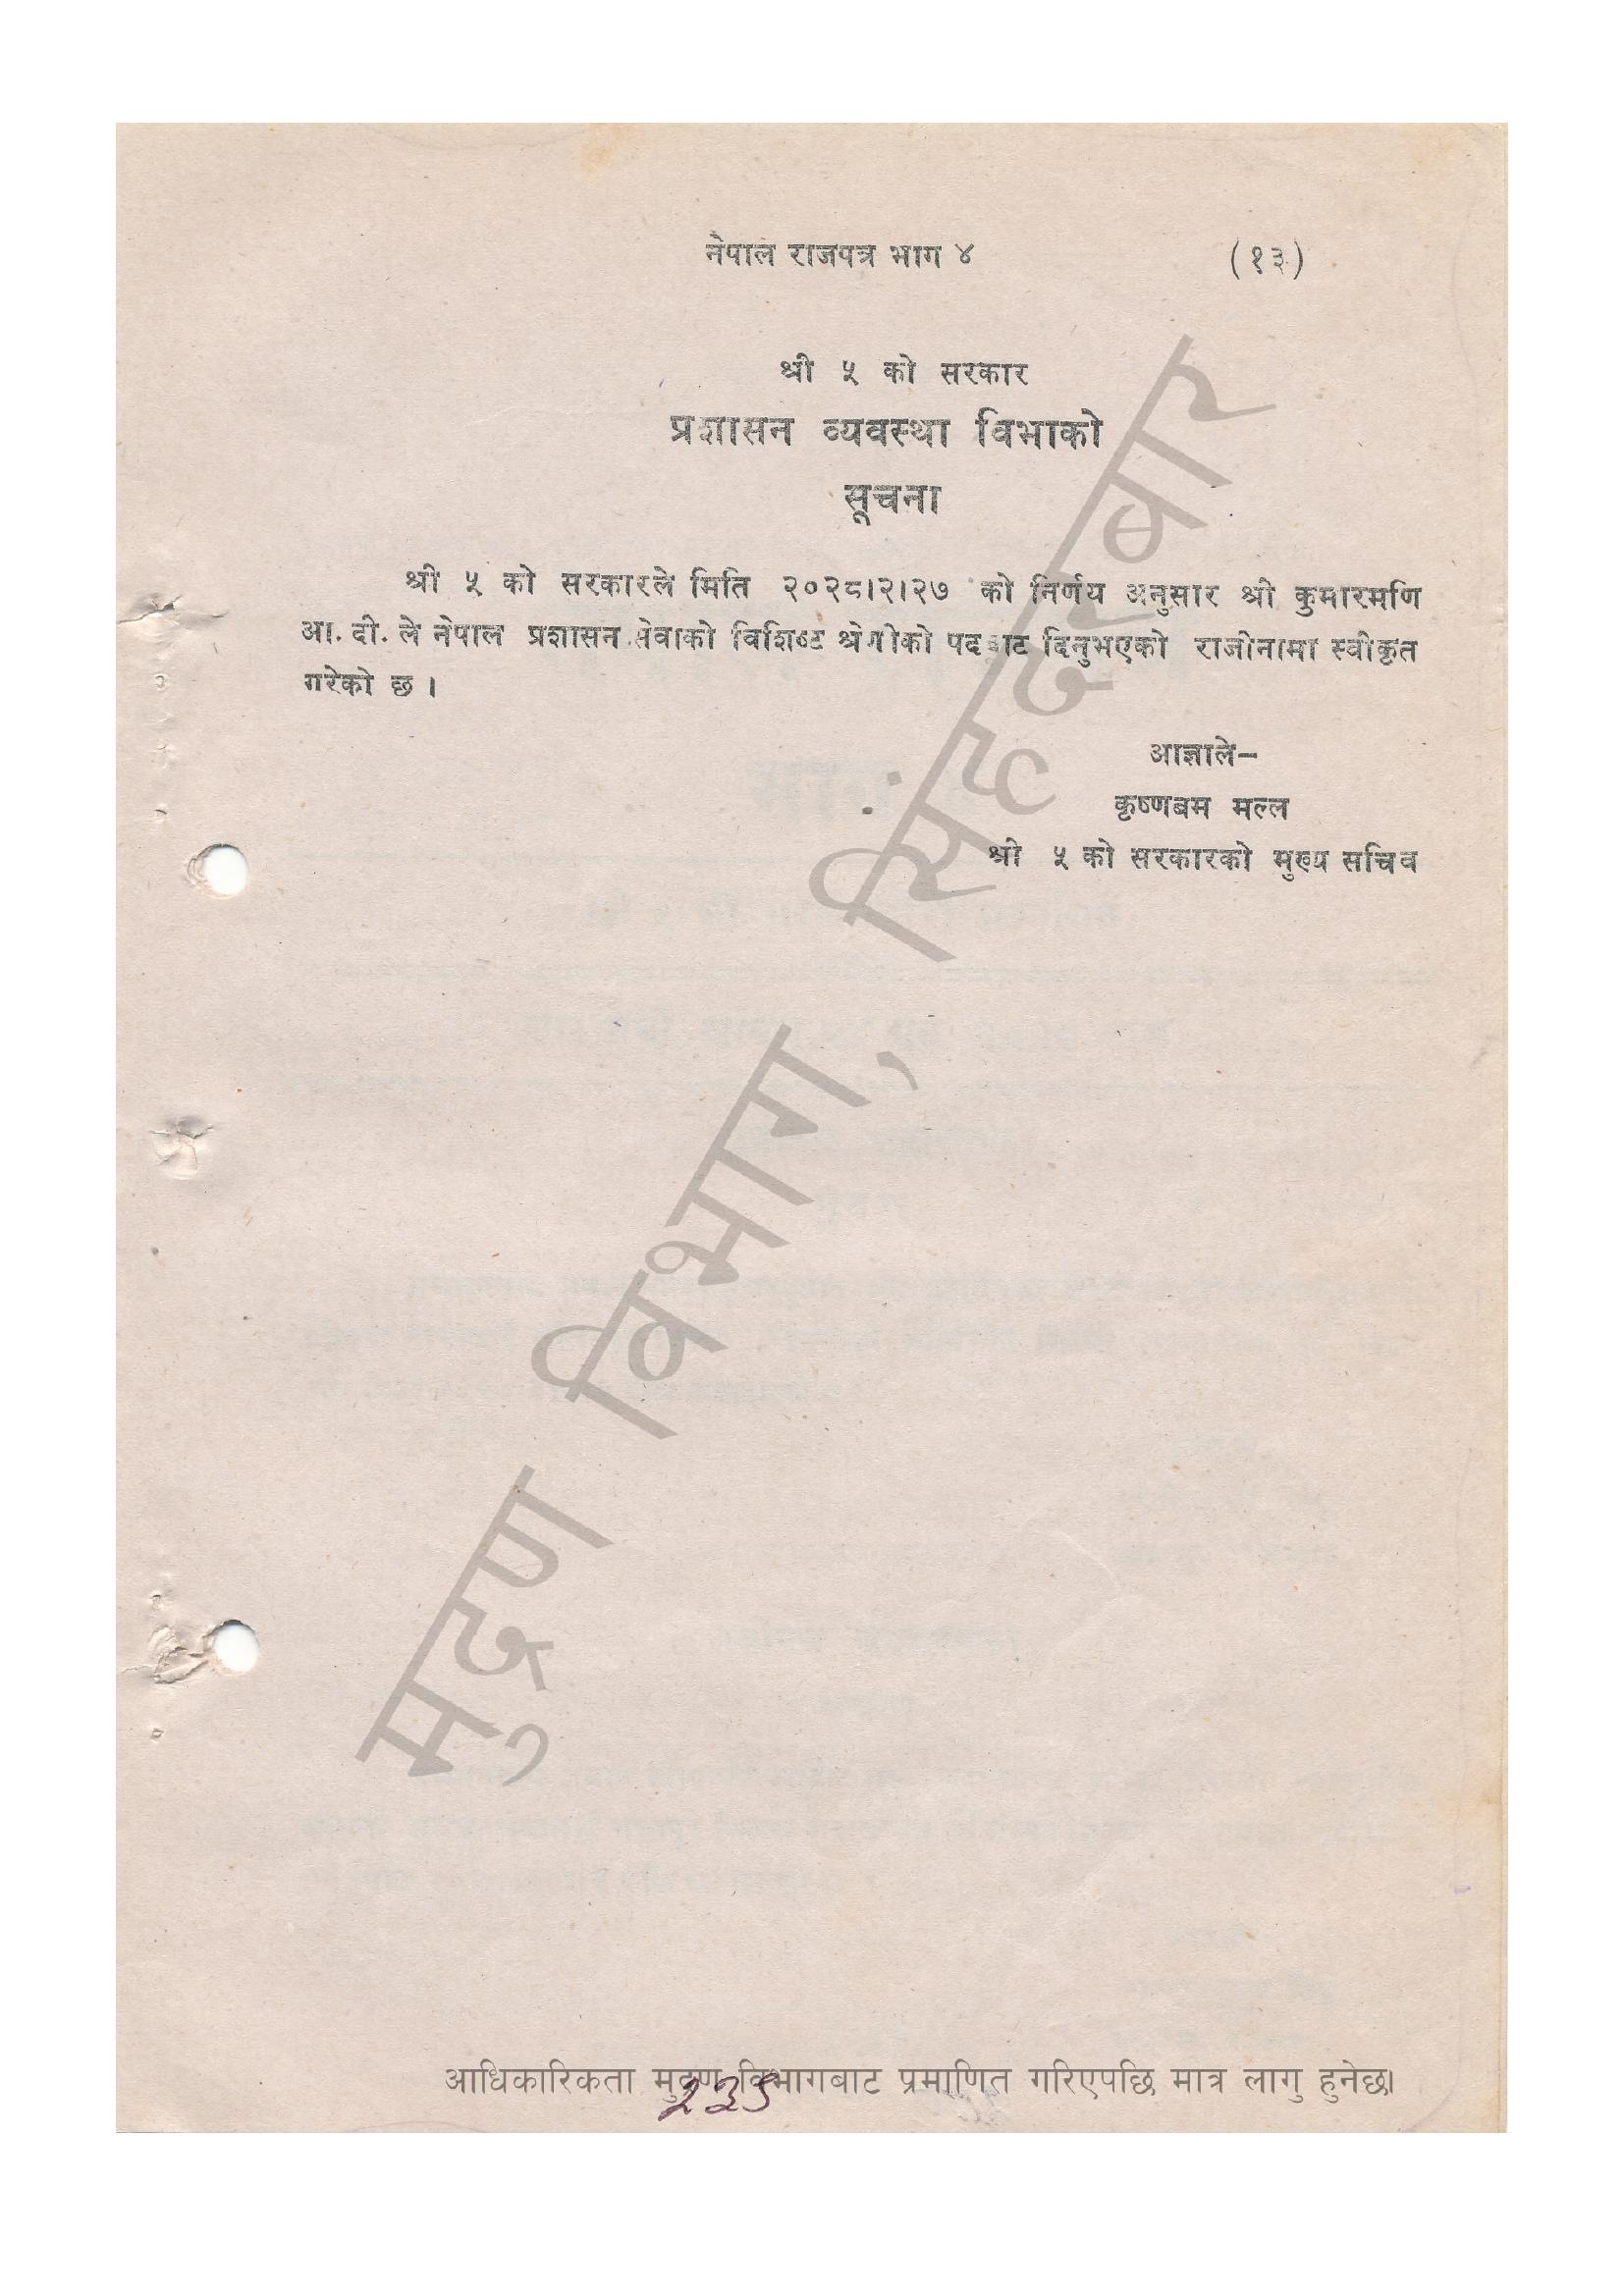 नेपाल राजपत्र भाग ४ (१३)
श्री ५ को सरकार
प्रशासन व्यवस्था विभाको
सूचना
श्री ५ को सरकारले मिति २०२८।२।२७ को निर्णय अनुसार श्री कुमारमणि
आ. दी. ले नेपाल प्रशासन सेवाको विशिष्ट श्रेणीको पदबाट दिनुभएको राजीनामा स्वीकृत
गरेको छ ।
आज्ञाले–
कृष्णबम मल्ल
श्री ५ को सरकारको मुख्य सचिव
मुद्रण विभाग, सिंहदरबार
आधिकारिकता मुद्रण विभागबाट प्रमाणित गरिएपछि मात्र लागु हुनेछ।